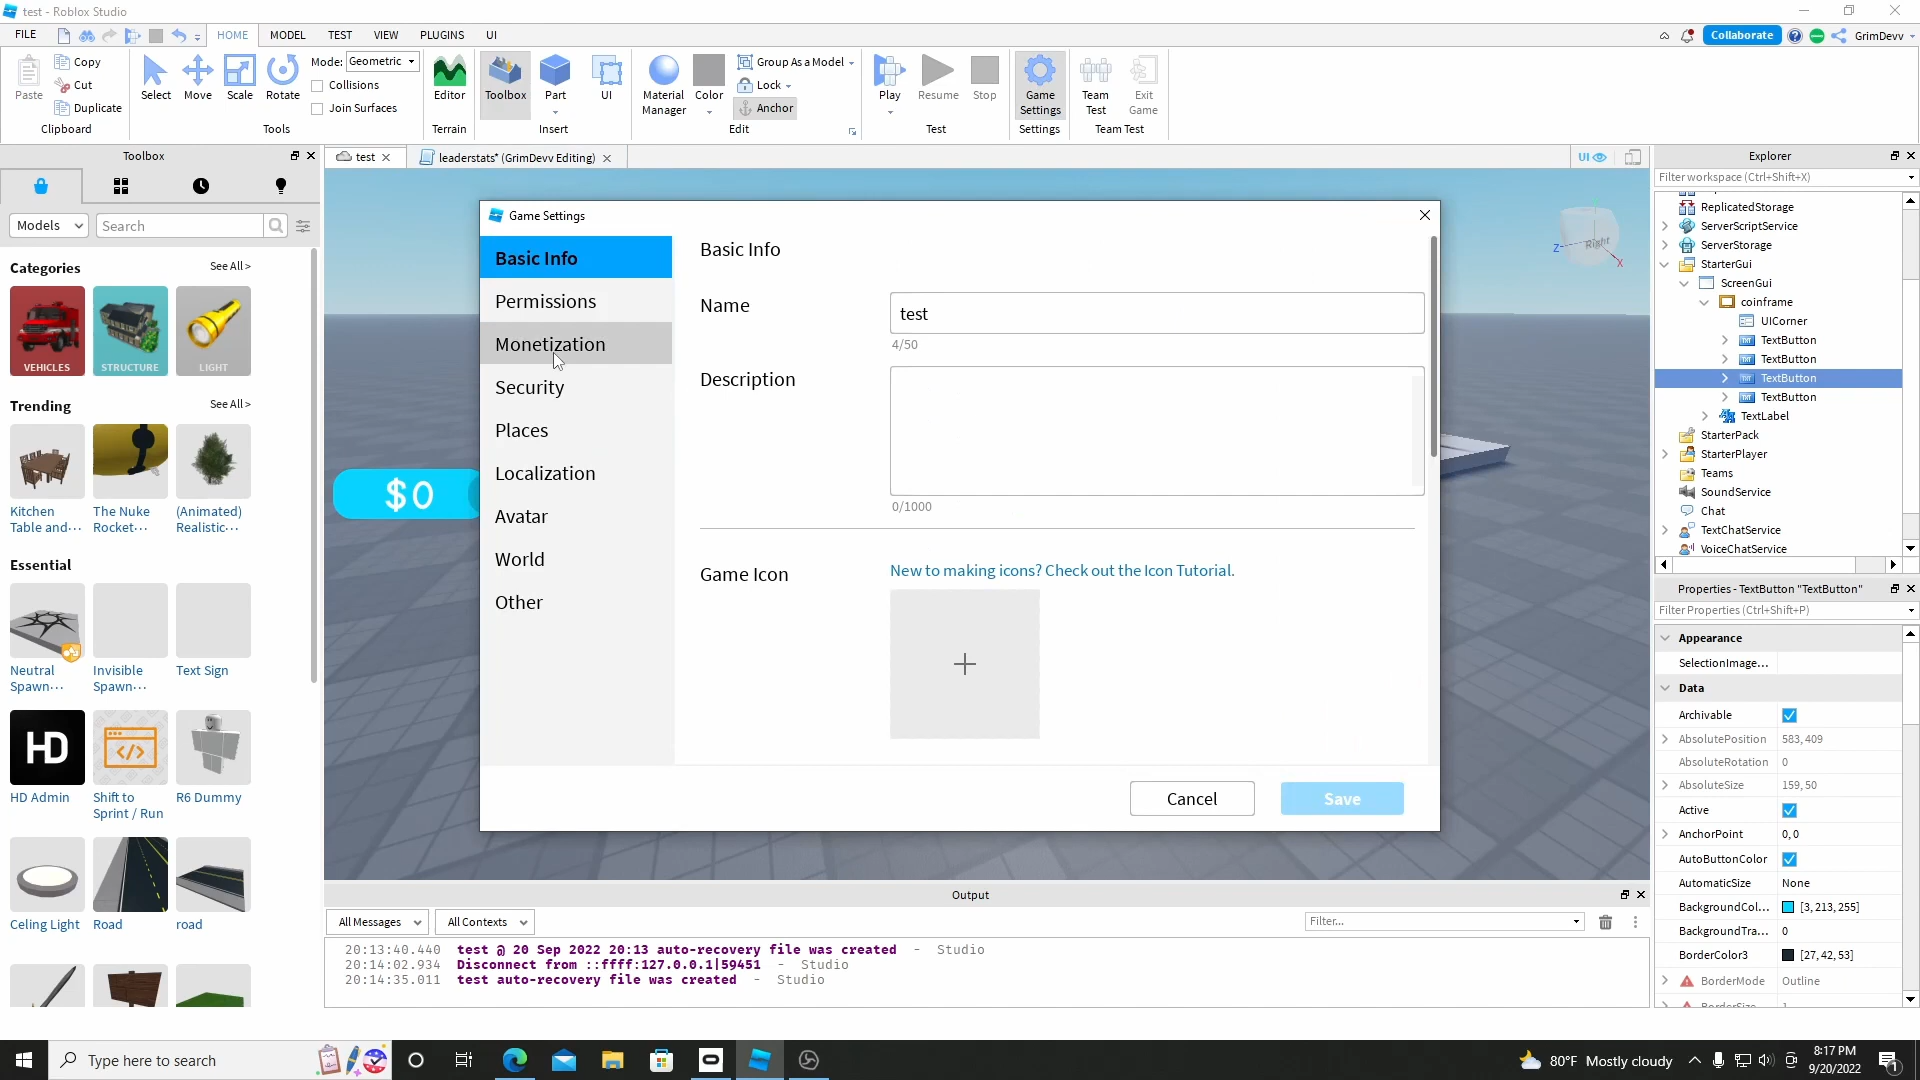 test - Roblox Studio
FILE HOME MODEL TEST VIEW PLUGINS UI Collaborate GrimDevv
Paste Copy Cut Duplicate Clipboard
Select Move Scale Rotate Mode: Geometric Collisions Join Surfaces Tools
Editor Terrain
Toolbox Part UI Insert
Material Manager Color Group As a Model Lock Anchor Edit
Play Resume Stop Test
Game Settings Settings
Team Test Exit Game Team Test
Toolbox
Models Search
Categories See All >
VEHICLES STRUCTURE LIGHT
Trending See All >
Kitchen Table and··· The Nuke Rocket··· (Animated) Realistic···
Essential
Neutral Spawn··· Invisible Spawn··· Text Sign
HD
HD Admin Shift to Sprint / Run R6 Dummy
Celing Light Road road
test leaderstats* (GrimDevv Editing) UI
$0
Right
Z X
Game Settings
Basic Info
Permissions
Monetization
Security
Places
Localization
Avatar
World
Other
Basic Info
Name test
4/50
Description
0/1000
Game Icon New to making icons? Check out the Icon Tutorial.
Cancel Save
Output
All Messages All Contexts Filter...
20:13:40.440 test @ 20 Sep 2022 20:13 auto-recovery file was created - Studio
20:14:02.934 Disconnect from ::ffff:127.0.0.1|59451 - Studio
20:14:35.011 test auto-recovery file was created - Studio
Explorer
Filter workspace (Ctrl+Shift+X)
ReplicatedStorage
ServerScriptService
ServerStorage
StarterGui
ScreenGui
coinframe
UICorner
TextButton
TextButton
TextButton
TextButton
TextLabel
StarterPack
StarterPlayer
Teams
SoundService
Chat
TextChatService
VoiceChatService
Properties - TextButton "TextButton"
Filter Properties (Ctrl+Shift+P)
Appearance
SelectionImage...
Data
Archivable
AbsolutePosition 583, 409
AbsoluteRotation 0
AbsoluteSize 159, 50
Active
AnchorPoint 0, 0
AutoButtonColor
AutomaticSize None
BackgroundCol... [3, 213, 255]
BackgroundTra... 0
BorderColor3 [27, 42, 53]
BorderMode Outline
Type here to search
80°F Mostly cloudy
8:17 PM
9/20/2022
1